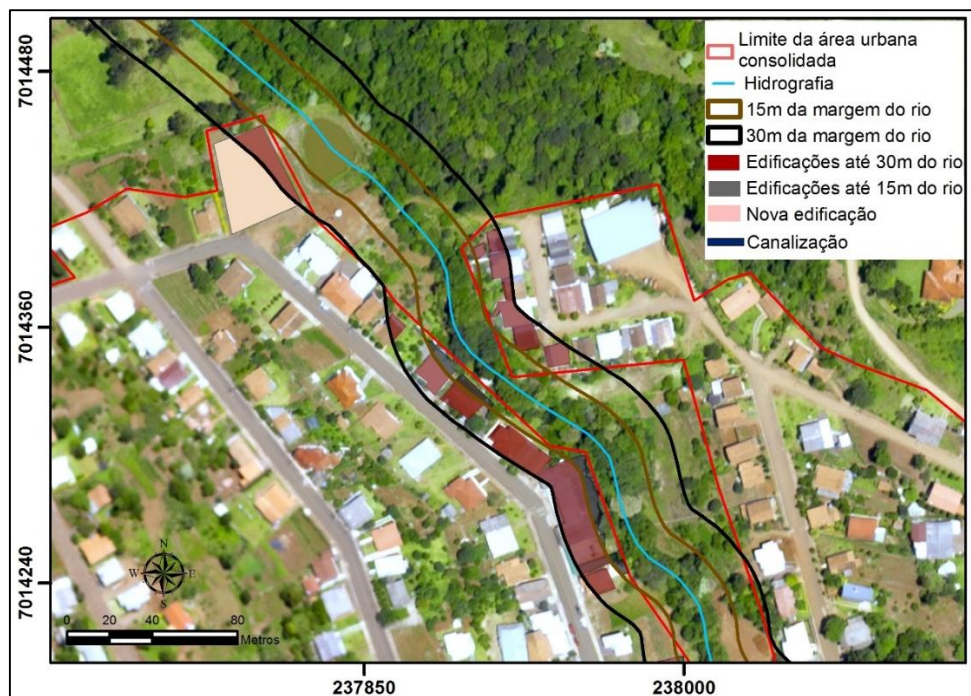 7014480
7014360
7014240
237850
238000
Limite da área urbana
consolidada
Hidrografia
15m da margem do rio
30m da margem do rio
Edificações até 30m do rio
Edificações até 15m do rio
Nova edificação
Canalização
N
W
E
S
0 20 40 60 80
Metros